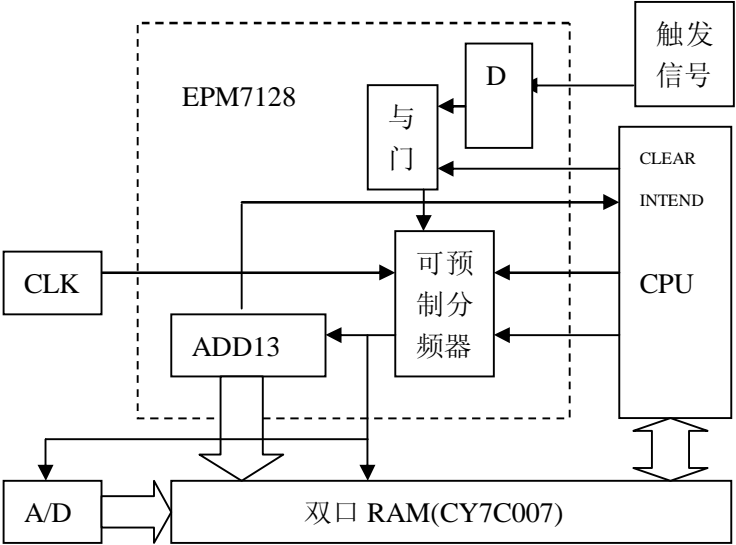 触发
信号
D
EPM7128
与
门
CLEAR
INTEND
CLK
可预
制分
频器
CPU
ADD13
A/D
双口 RAM(CY7C007)